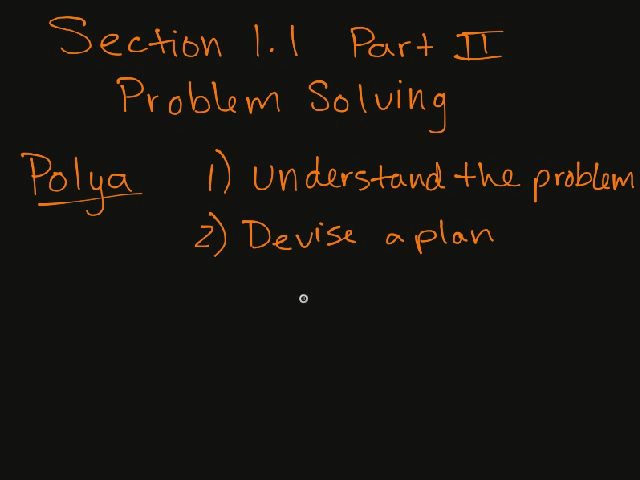 Section 1.1 Part II
Problem Solving
Polya 1) Understand the problem
2) Devise a plan